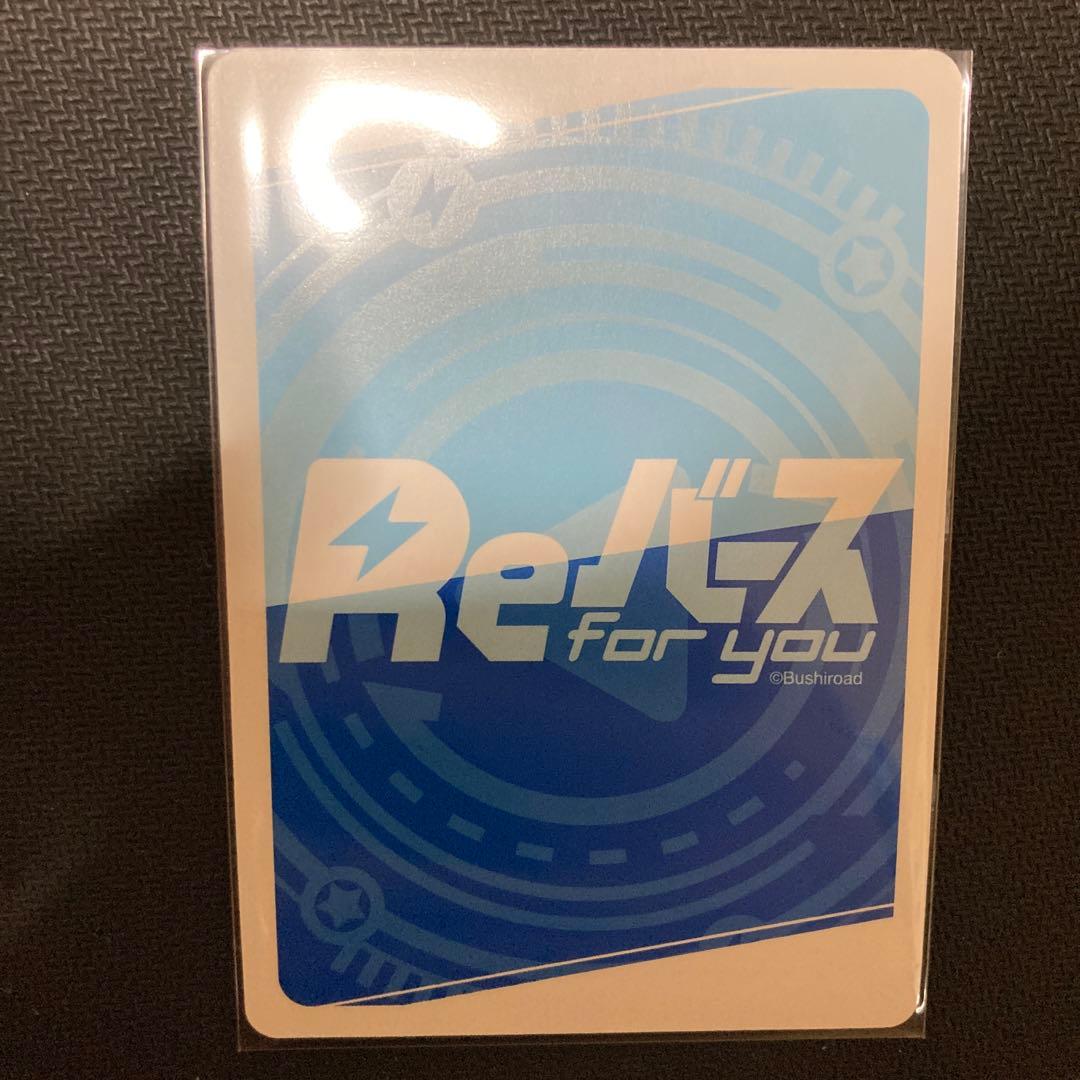 Reバース
for you
©Bushiroad